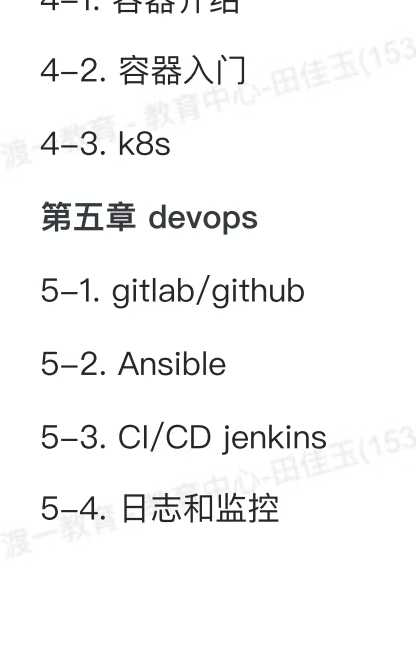 4-1. 容器介绍
4-2. 容器入门
4-3. k8s
第五章 devops
5-1. gitlab/github
5-2. Ansible
5-3. CI/CD jenkins
5-4. 日志和监控
渡一教育 - 教育中心-田佳玉(153
渡一教育 - 教育中心-田佳玉(153